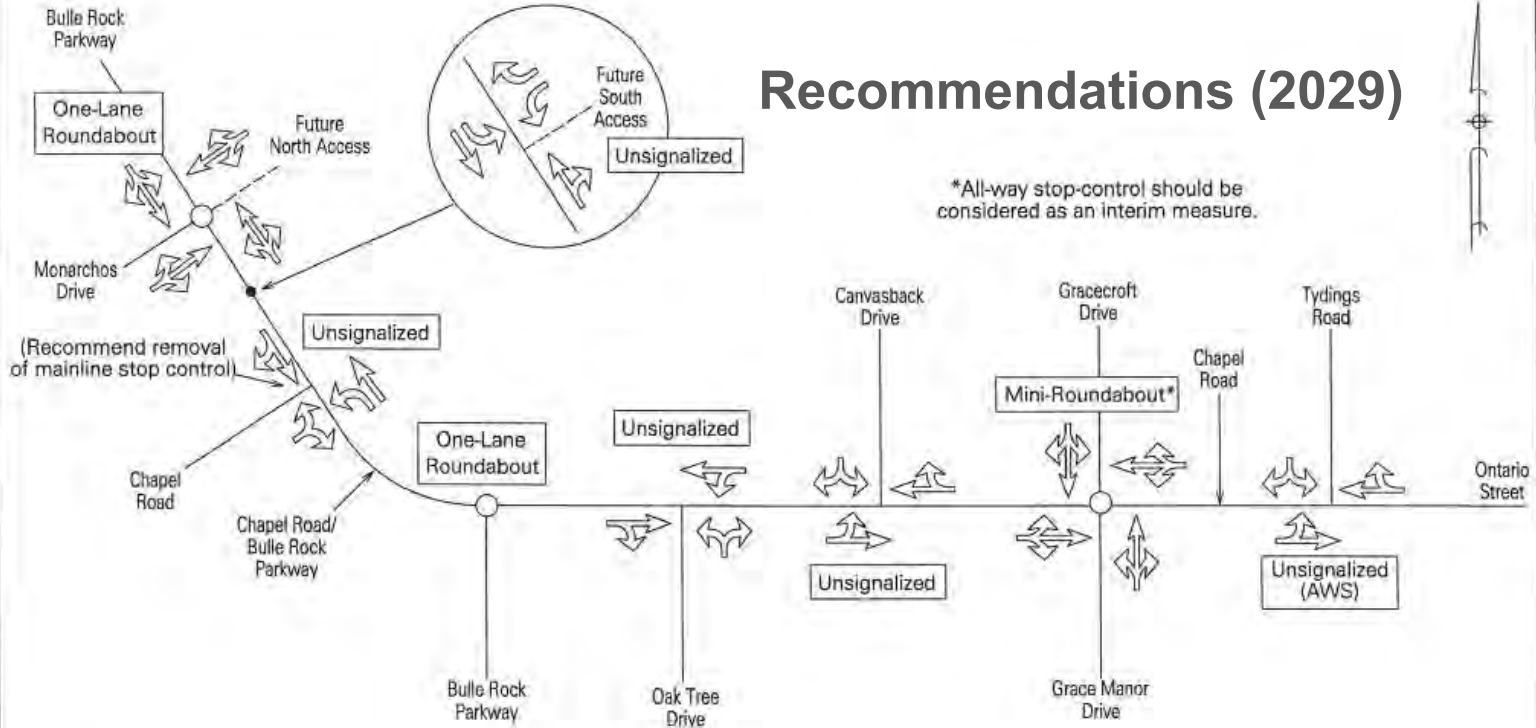 Recommendations (2029)
Bulle Rock
Parkway
One-Lane
Roundabout
Future
North Access
Future
South
Access
Unsignalized
*All-way stop-control should be
considered as an interim measure.
Monarchos
Drive
(Recommend removal
of mainline stop control)
Unsignalized
Chapel
Road
Chapel Road/
Bulle Rock
Parkway
One-Lane
Roundabout
Bulle Rock
Parkway
Unsignalized
Oak Tree
Drive
Canvasback
Drive
Unsignalized
Gracecroft
Drive
Mini-Roundabout*
Grace Manor
Drive
Chapel
Road
Tydings
Road
Unsignalized
(AWS)
Ontario
Street